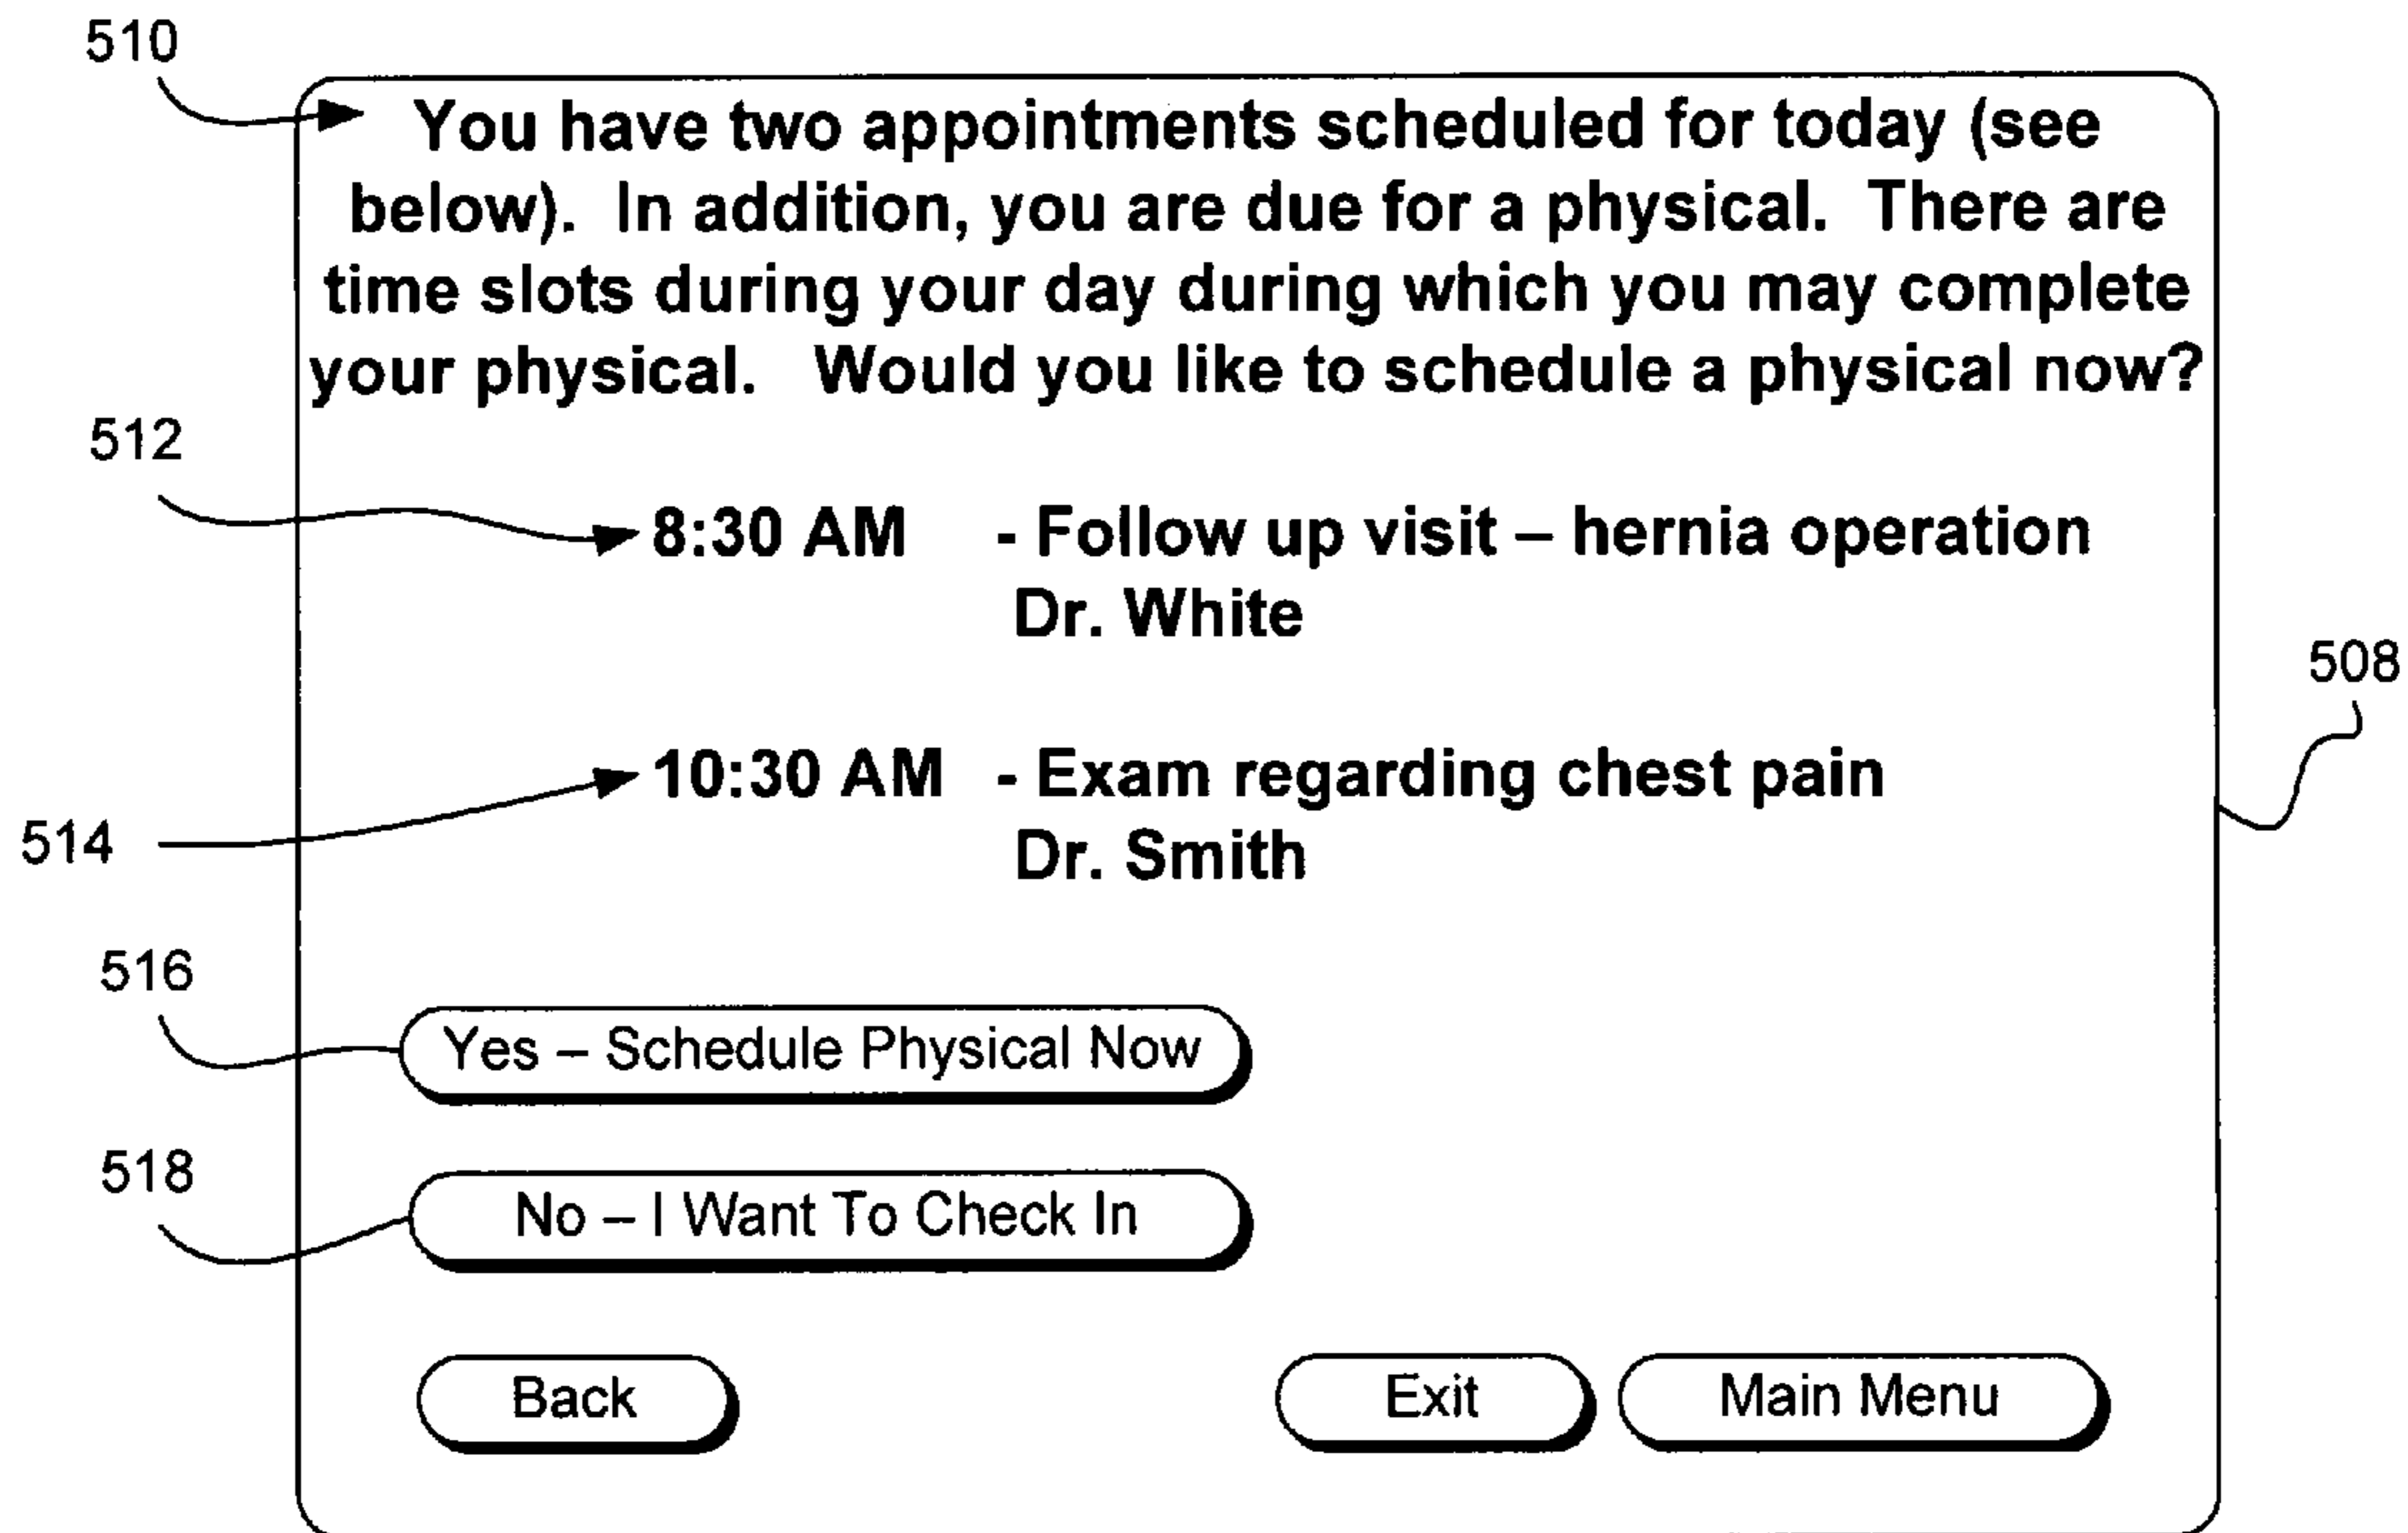 510
You have two appointments scheduled for today (see
below). In addition, you are due for a physical. There are
time slots during your day during which you may complete
your physical. Would you like to schedule a physical now?
512
8:30 AM - Follow up visit – hernia operation
Dr. White
508
10:30 AM - Exam regarding chest pain
514
Dr. Smith
516
Yes – Schedule Physical Now
518
No – I Want To Check In
Back Exit Main Menu